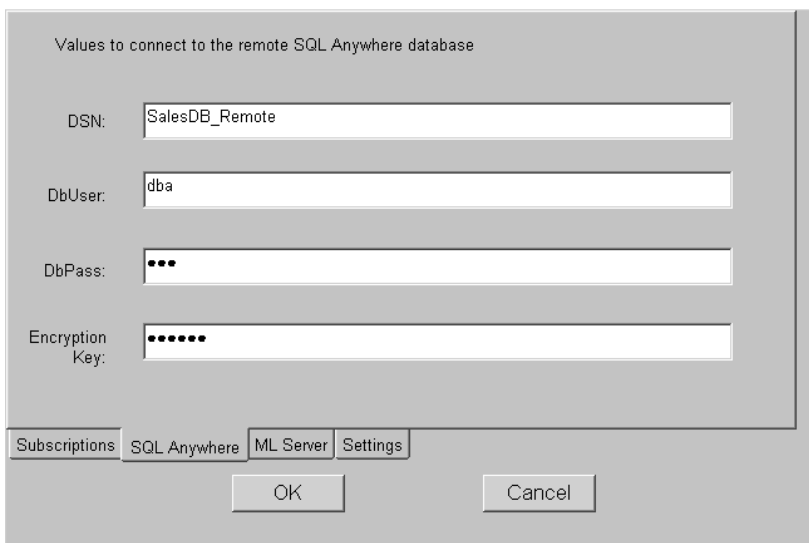 Values to connect to the remote SQL Anywhere database
DSN:
SalesDB_Remote
DbUser:
dba
DbPass:
•••
Encryption
Key:
••••••
Subscriptions
SQL Anywhere
ML Server
Settings
OK
Cancel